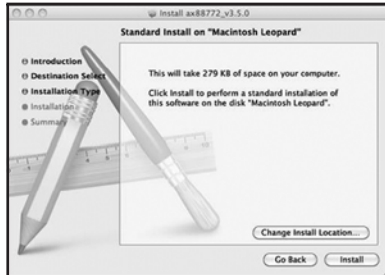 Install ax88772_v3.5.0
Standard Install on "Macintosh Leopard"
Introduction
Destination Select
Installation Type
Installation
Summary
This will take 279 KB of space on your computer.
Click Install to perform a standard installation of
this software on the disk "Macintosh Leopard".
Change Install Location...
Go Back
Install